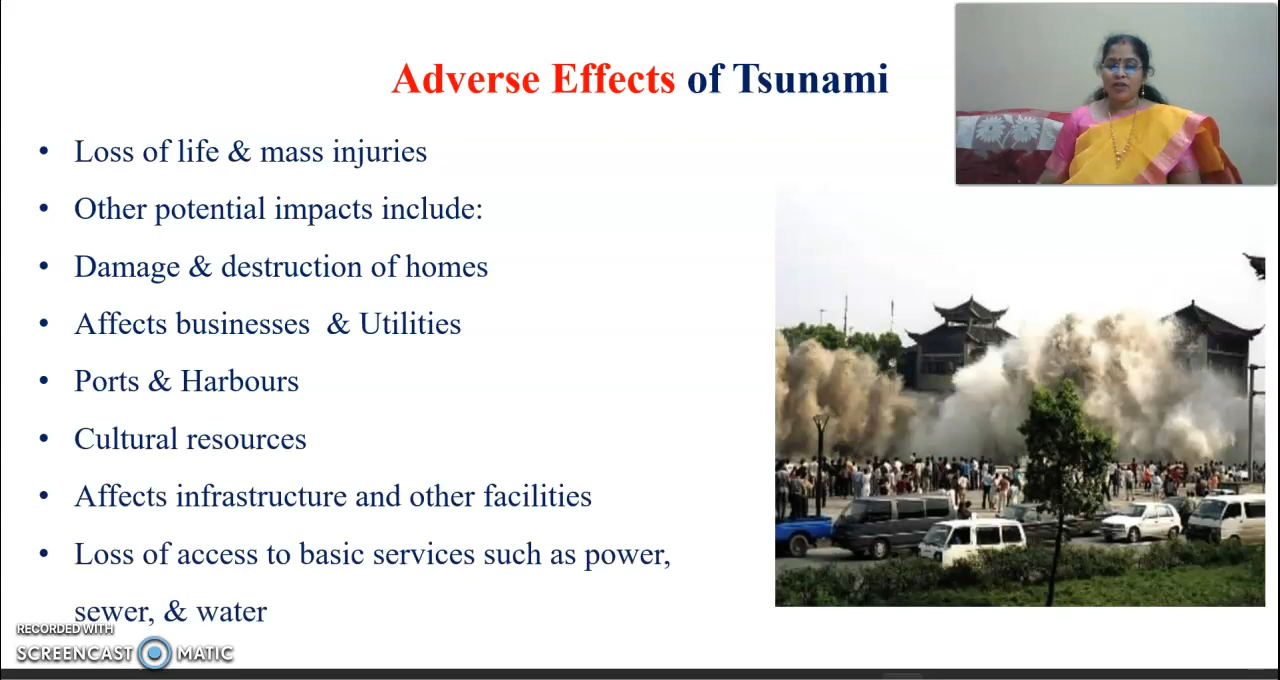 Adverse Effects of Tsunami
• Loss of life & mass injuries
• Other potential impacts include:
• Damage & destruction of homes
• Affects businesses  & Utilities
• Ports & Harbours
• Cultural resources
• Affects infrastructure and other facilities
• Loss of access to basic services such as power,
sewer, & water
RECORDED WITH
SCREENCAST MATIC